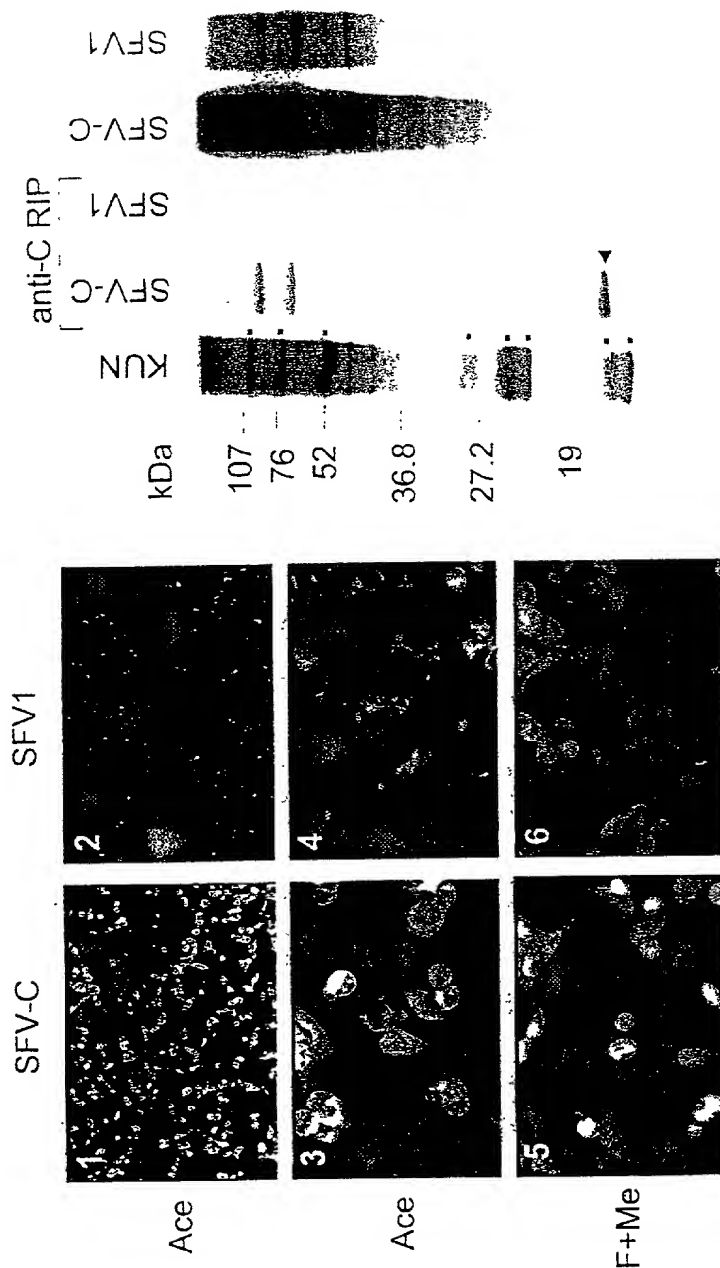 SFV-C
SFV1
Ace
1
2
Ace
3
4
F+Me
5
6
anti-C RIP
kDa
KUN
SFV-C
SFV1
SFV-C
SFV1
107
76
52
36.8
27.2
19